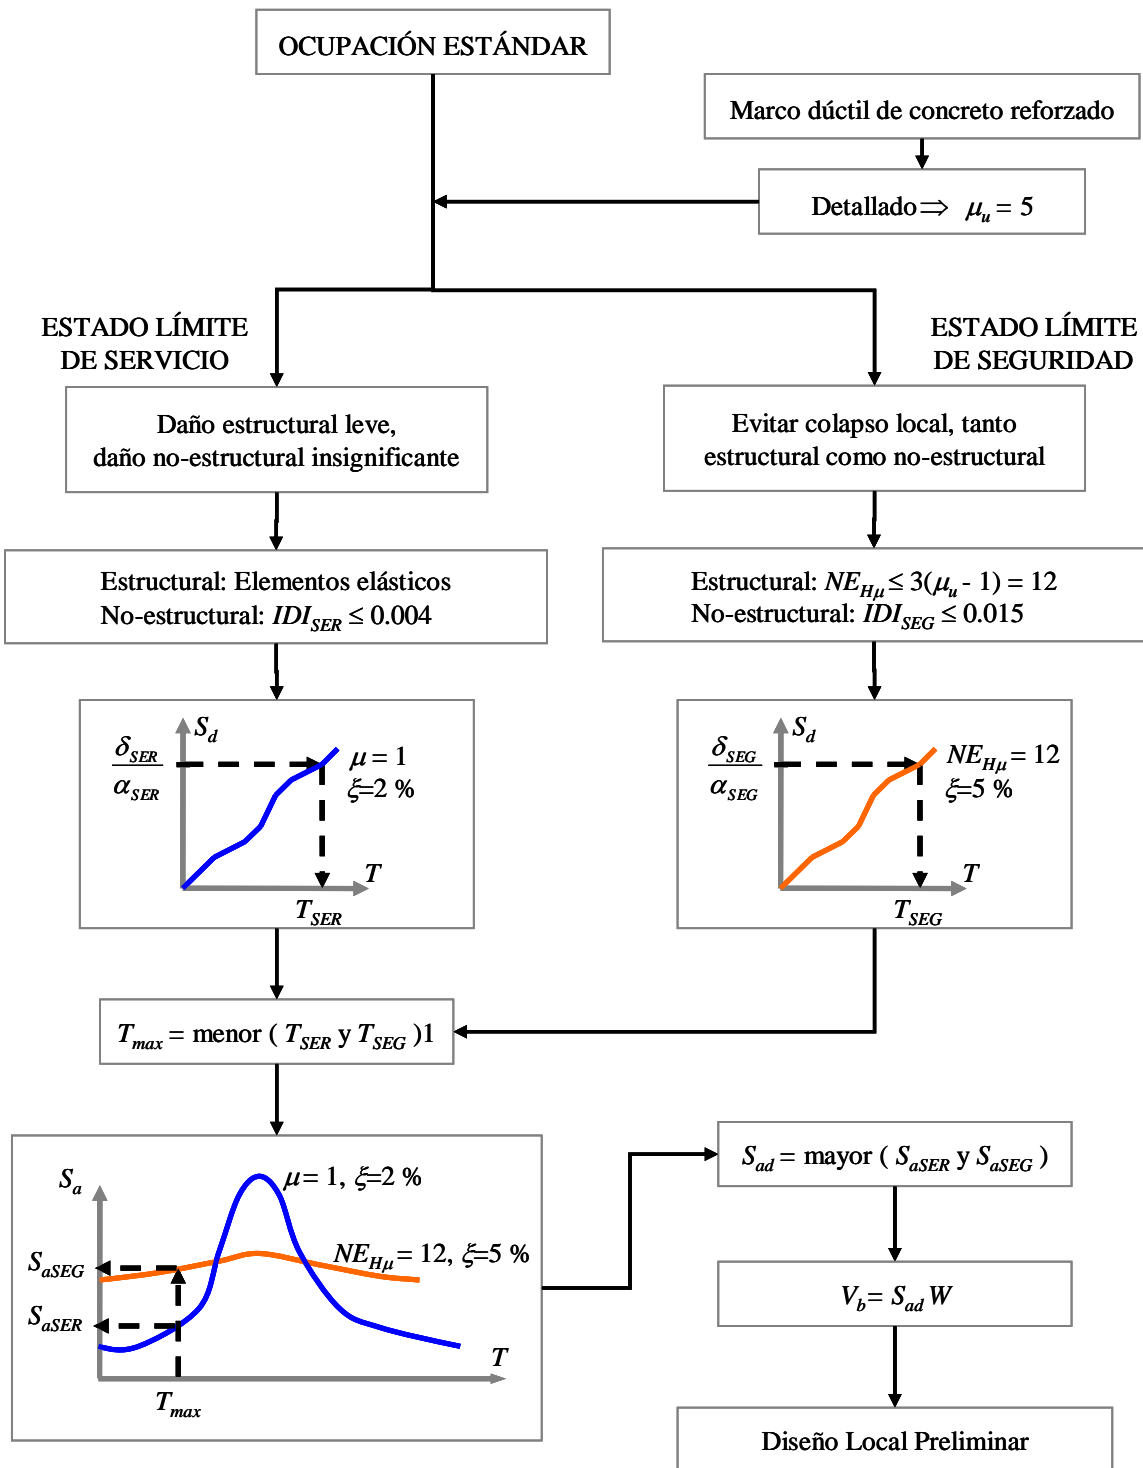 OCUPACIÓN ESTÁNDAR
Marco dúctil de concreto reforzado
Detallado ⇒ μu = 5
ESTADO LÍMITE
DE SERVICIO
ESTADO LÍMITE
DE SEGURIDAD
Daño estructural leve,
daño no-estructural insignificante
Evitar colapso local, tanto
estructural como no-estructural
Estructural: Elementos elásticos
No-estructural: IDISER ≤ 0.004
Estructural: NEHμ ≤ 3(μu - 1) = 12
No-estructural: IDISEG ≤ 0.015
Sd
δSER
αSER
μ = 1
ξ=2 %
T
TSER
Sd
δSEG
αSEG
NEHμ = 12
ξ=5 %
T
TSEG
Tmax = menor ( TSER y TSEG )1
Sa
μ = 1, ξ=2 %
NEHμ = 12, ξ=5 %
SaSEG
SaSER
T
Tmax
Sad = mayor ( SaSER y SaSEG )
Vb = Sad W
Diseño Local Preliminar